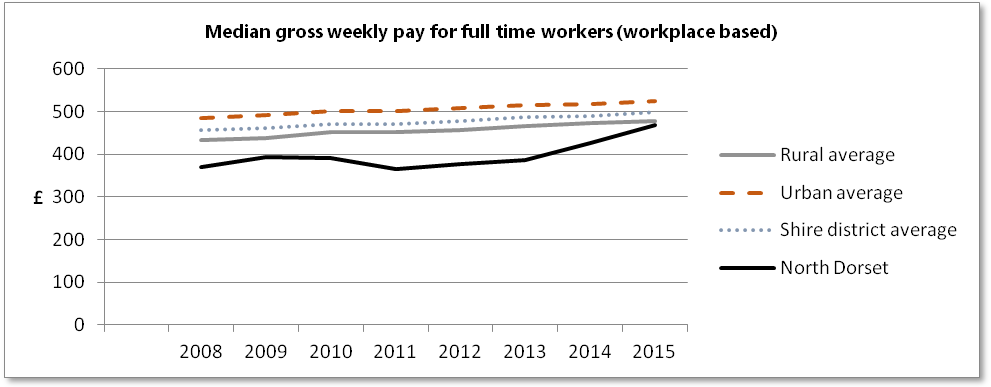 Median gross weekly pay for full time workers (workplace based)
600
500
400
300
200
100
0
£
2008 2009 2010 2011 2012 2013 2014 2015
Rural average
Urban average
Shire district average
North Dorset